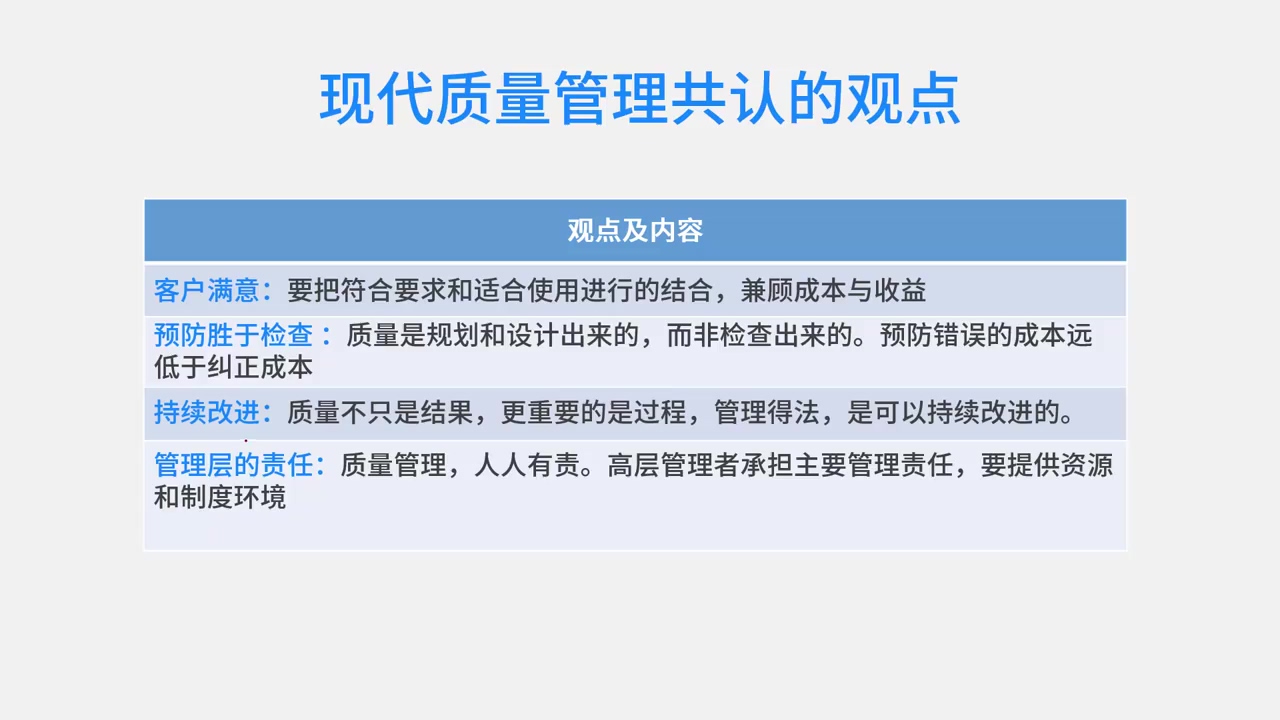 现代质量管理共认的观点
观点及内容
客户满意：要把符合要求和适合使用进行的结合，兼顾成本与收益
预防胜于检查 ：质量是规划和设计出来的，而非检查出来的。预防错误的成本远
低于纠正成本
持续改进：质量不只是结果，更重要的是过程，管理得法，是可以持续改进的。
管理层的责任：质量管理，人人有责。高层管理者承担主要管理责任，要提供资源
和制度环境